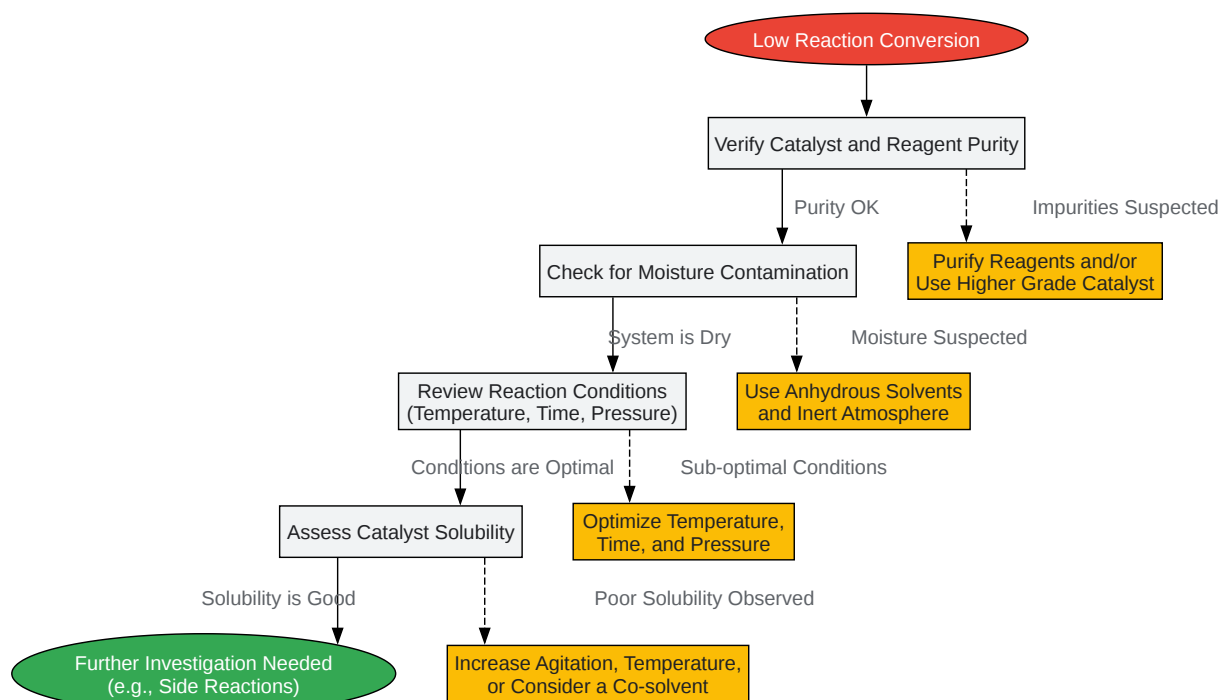 Low Reaction Conversion
Verify Catalyst and Reagent Purity
Purity OK
Impurities Suspected
Check for Moisture Contamination
Purify Reagents and/or
Use Higher Grade Catalyst
System is Dry
Moisture Suspected
Review Reaction Conditions
(Temperature, Time, Pressure)
Use Anhydrous Solvents
and Inert Atmosphere
Conditions are Optimal
Sub-optimal Conditions
Assess Catalyst Solubility
Optimize Temperature,
Time, and Pressure
Solubility is Good
Poor Solubility Observed
Further Investigation Needed
(e.g., Side Reactions)
Increase Agitation, Temperature,
or Consider a Co-solvent